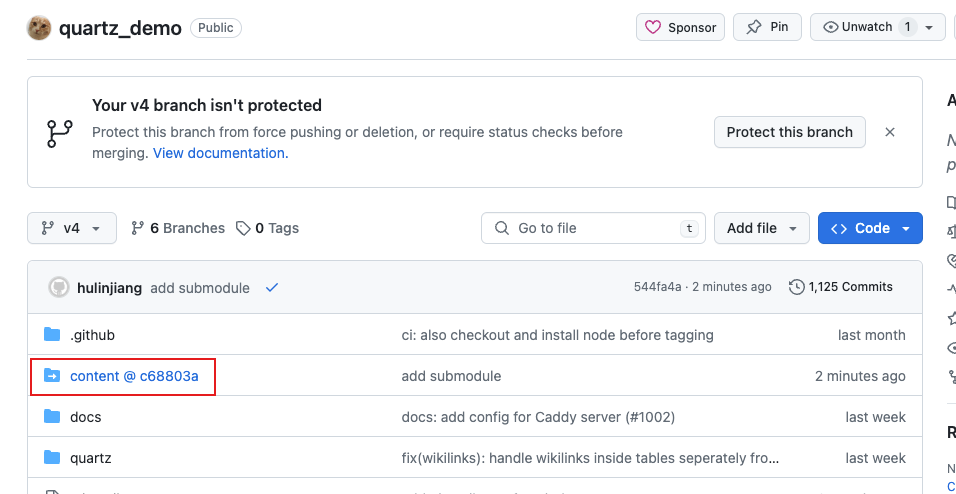 quartz_demo Public Sponsor Pin Unwatch 1
Your v4 branch isn't protected
Protect this branch from force pushing or deletion, or require status checks before
merging. View documentation.
Protect this branch
v4 6 Branches 0 Tags Go to file t Add file Code
hulinjiang add submodule 544fa4a · 2 minutes ago 1,125 Commits
.github ci: also checkout and install node before tagging last month
content @ c68803a add submodule 2 minutes ago
docs docs: add config for Caddy server (#1002) last week
quartz fix(wikilinks): handle wikilinks inside tables seperately fro... last week